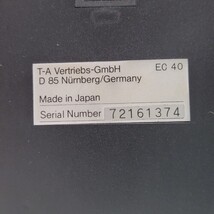 T-A Vertriebs-GmbH EC 40
D 85 Nürnberg/Germany
Made in Japan
Serial Number 72161374